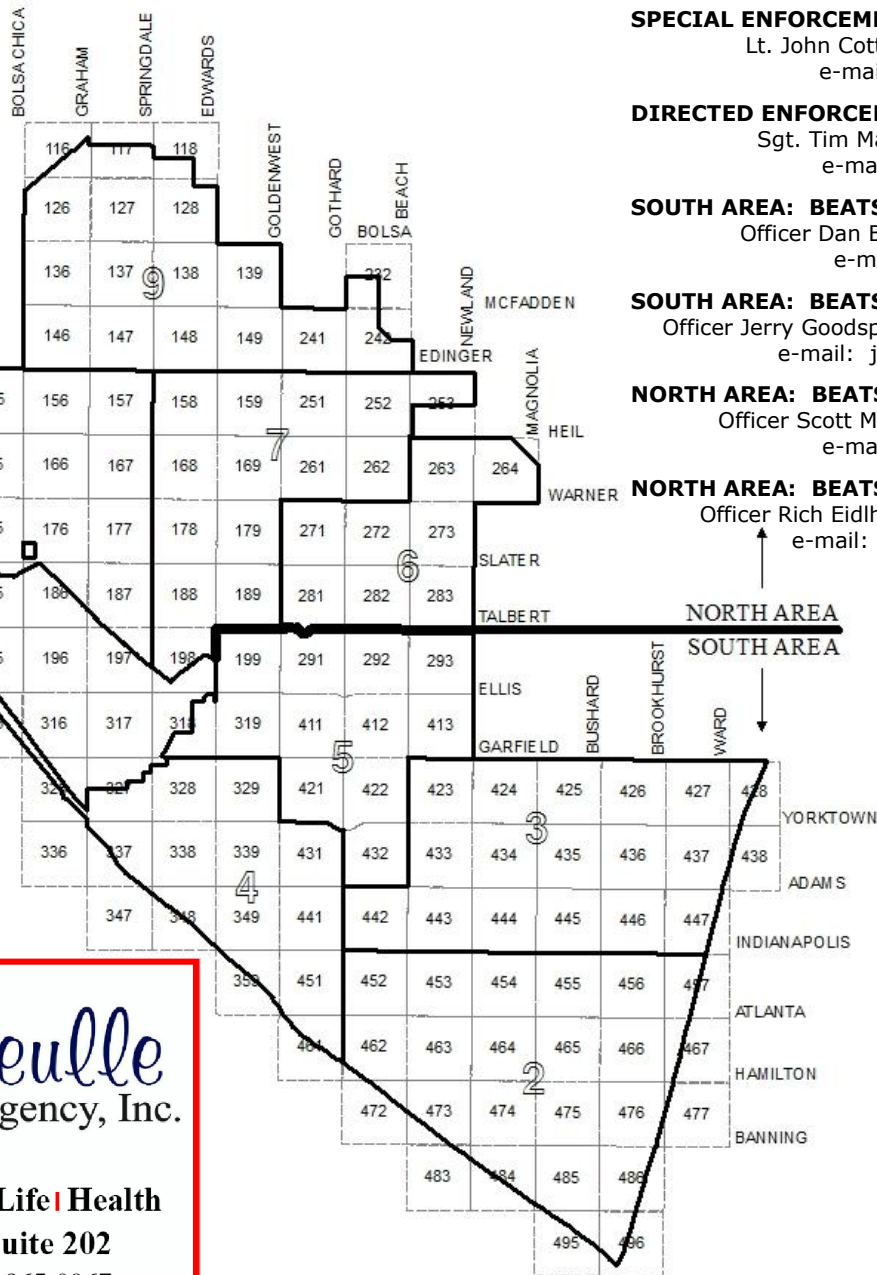 BOLSA CHICA
GRAHAM
SPRINGDALE
EDWARDS
GOLDENWEST
GOTHARD
BEACH
BOLSA
NEWLAND
MCFADDEN
EDINGER
MAGNOLIA
HEIL
WARNER
SLATER
TALBERT
NORTH AREA
SOUTH AREA
ELLIS
BUSHARD
BROOKHURST
WARD
GARFIELD
YORKTOWN
ADAMS
INDIANAPOLIS
ATLANTA
HAMILTON
BANNING
116 117 118
126 127 128
136 137 138 139 232
9
146 147 148 149 241 242
156 157 158 159 251 252 253
7
166 167 168 169 261 262 263 264
176 177 178 179 271 272 273
6
186 187 188 189 281 282 283
196 197 198 199 291 292 293
316 317 318 319 411 412 413
5
327 328 329 421 422 423 424 425 426 427 428
3
336 337 338 339 431 432 433 434 435 436 437 438
4
347 348 349 441 442 443 444 445 446 447
359 451 452 453 454 455 456 457
461 462 463 464 465 466 467
2
472 473 474 475 476 477
483 484 485 486
495 496
SPECIAL ENFORCEM
Lt. John Cott
e-mai
DIRECTED ENFORCE
Sgt. Tim Ma
e-ma
SOUTH AREA: BEATS
Officer Dan
e-m
SOUTH AREA: BEATS
Officer Jerry Goodsp
e-mail: j
NORTH AREA: BEATS
Officer Scott M
e-ma
NORTH AREA: BEATS
Officer Rich Eidlh
e-mail:
eulle
gency, Inc.
Life | Health
uite 202